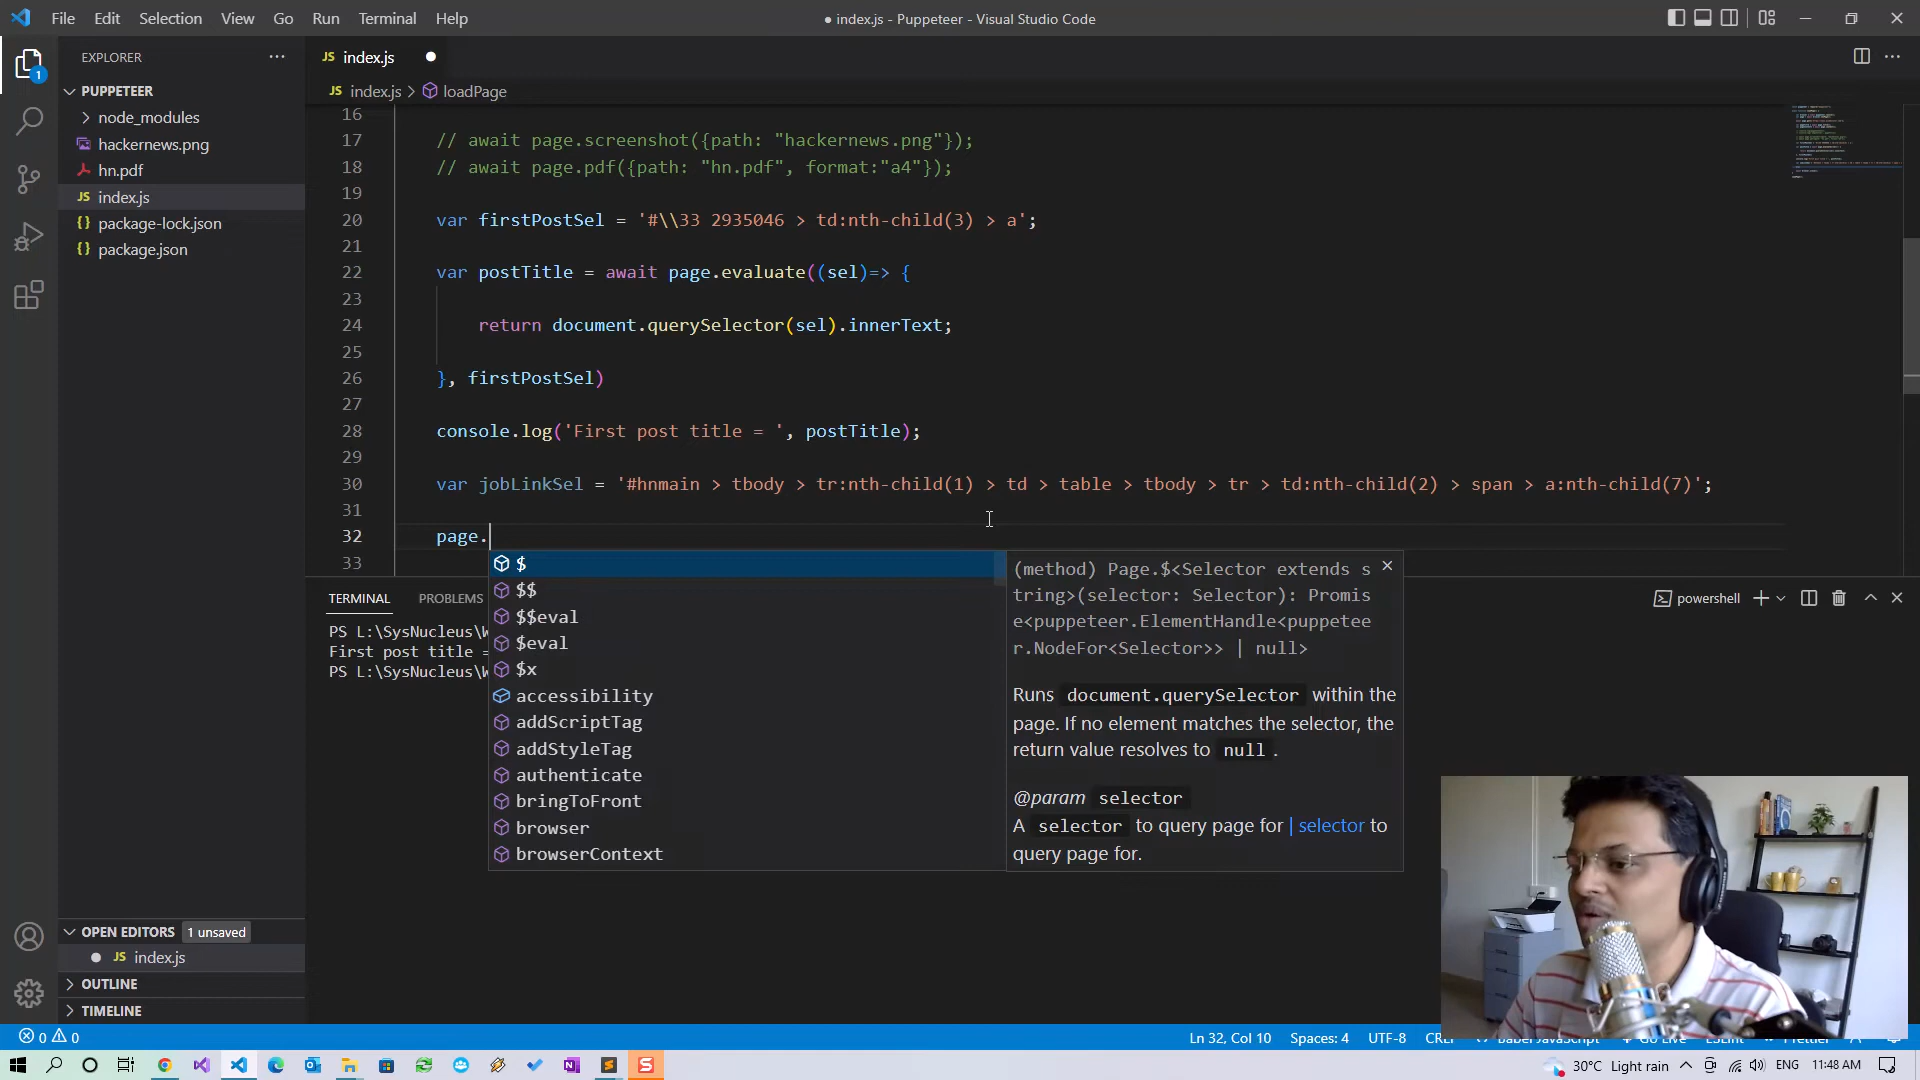 File Edit Selection View Go Run Terminal Help
● index.js - Puppeteer - Visual Studio Code
EXPLORER
PUPPETEER
node_modules
hackernews.png
hn.pdf
JS index.js
{} package-lock.json
{} package.json
OPEN EDITORS 1 unsaved
● JS index.js
OUTLINE
TIMELINE
1
JS index.js ●
JS index.js > loadPage
16
17 // await page.screenshot({path: "hackernews.png"});
18 // await page.pdf({path: "hn.pdf", format:"a4"});
19
20 var firstPostSel = '#\\33 2935046 > td:nth-child(3) > a';
21
22 var postTitle = await page.evaluate((sel)=> {
23
24 return document.querySelector(sel).innerText;
25
26 }, firstPostSel)
27
28 console.log('First post title = ', postTitle);
29
30 var jobLinkSel = '#hnmain > tbody > tr:nth-child(1) > td > table > tbody > tr > td:nth-child(2) > span > a:nth-child(7)';
31
32 page.
33
$
$$
$$eval
$eval
$x
accessibility
addScriptTag
addStyleTag
authenticate
bringToFront
browser
browserContext
(method) Page.$<Selector extends s
tring>(selector: Selector): Promis
e<puppeteer.ElementHandle<puppetee
r.NodeFor<Selector>> | null>
Runs document.querySelector within the
page. If no element matches the selector, the
return value resolves to null .
@param selector
A selector to query page for | selector to
query page for.
TERMINAL PROBLEMS
powershell
PS L:\SysNucleus\
First post title
PS L:\SysNucleus\
0 0
Ln 32, Col 10 Spaces: 4 UTF-8
30°C Light rain ENG 11:48 AM